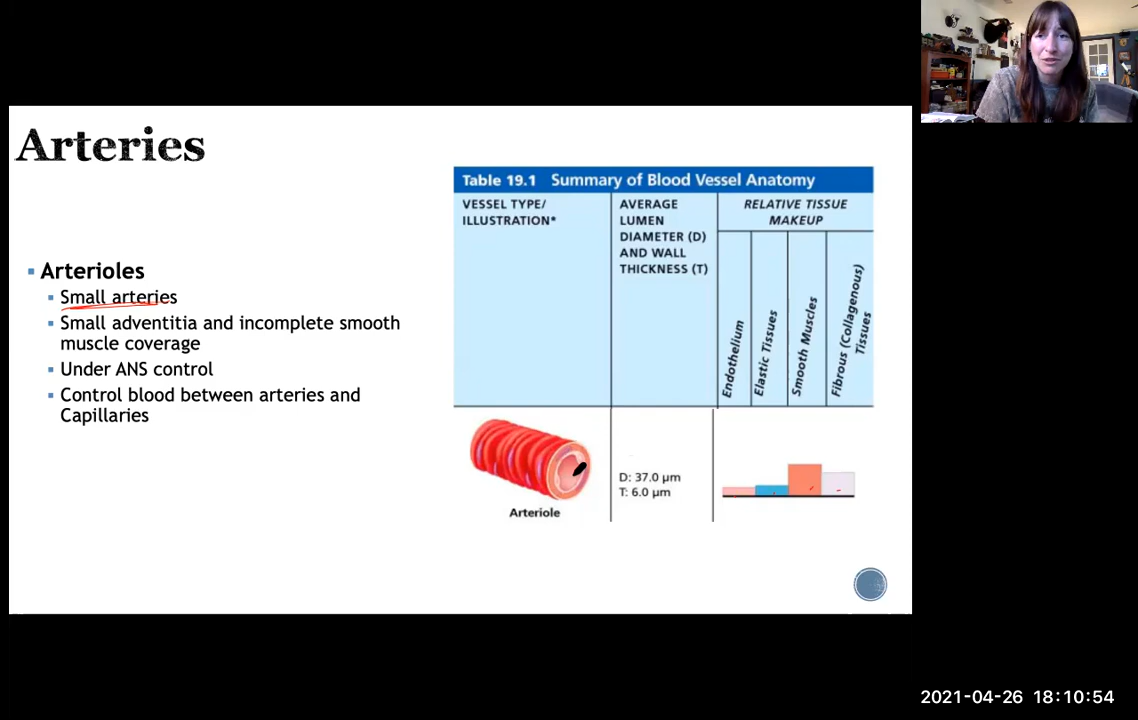 Arteries
Arterioles
Small arteries
Small adventitia and incomplete smooth
muscle coverage
Under ANS control
Control blood between arteries and
Capillaries
Table 19.1 Summary of Blood Vessel Anatomy
VESSEL TYPE/
ILLUSTRATION*
AVERAGE
LUMEN
DIAMETER (D)
AND WALL
THICKNESS (T)
RELATIVE TISSUE
MAKEUP
Endothelium
Elastic Tissues
Smooth Muscles
Fibrous (Collagenous)
Tissues
Arteriole
D: 37.0 µm
T: 6.0 µm
2021-04-26 18:10:54